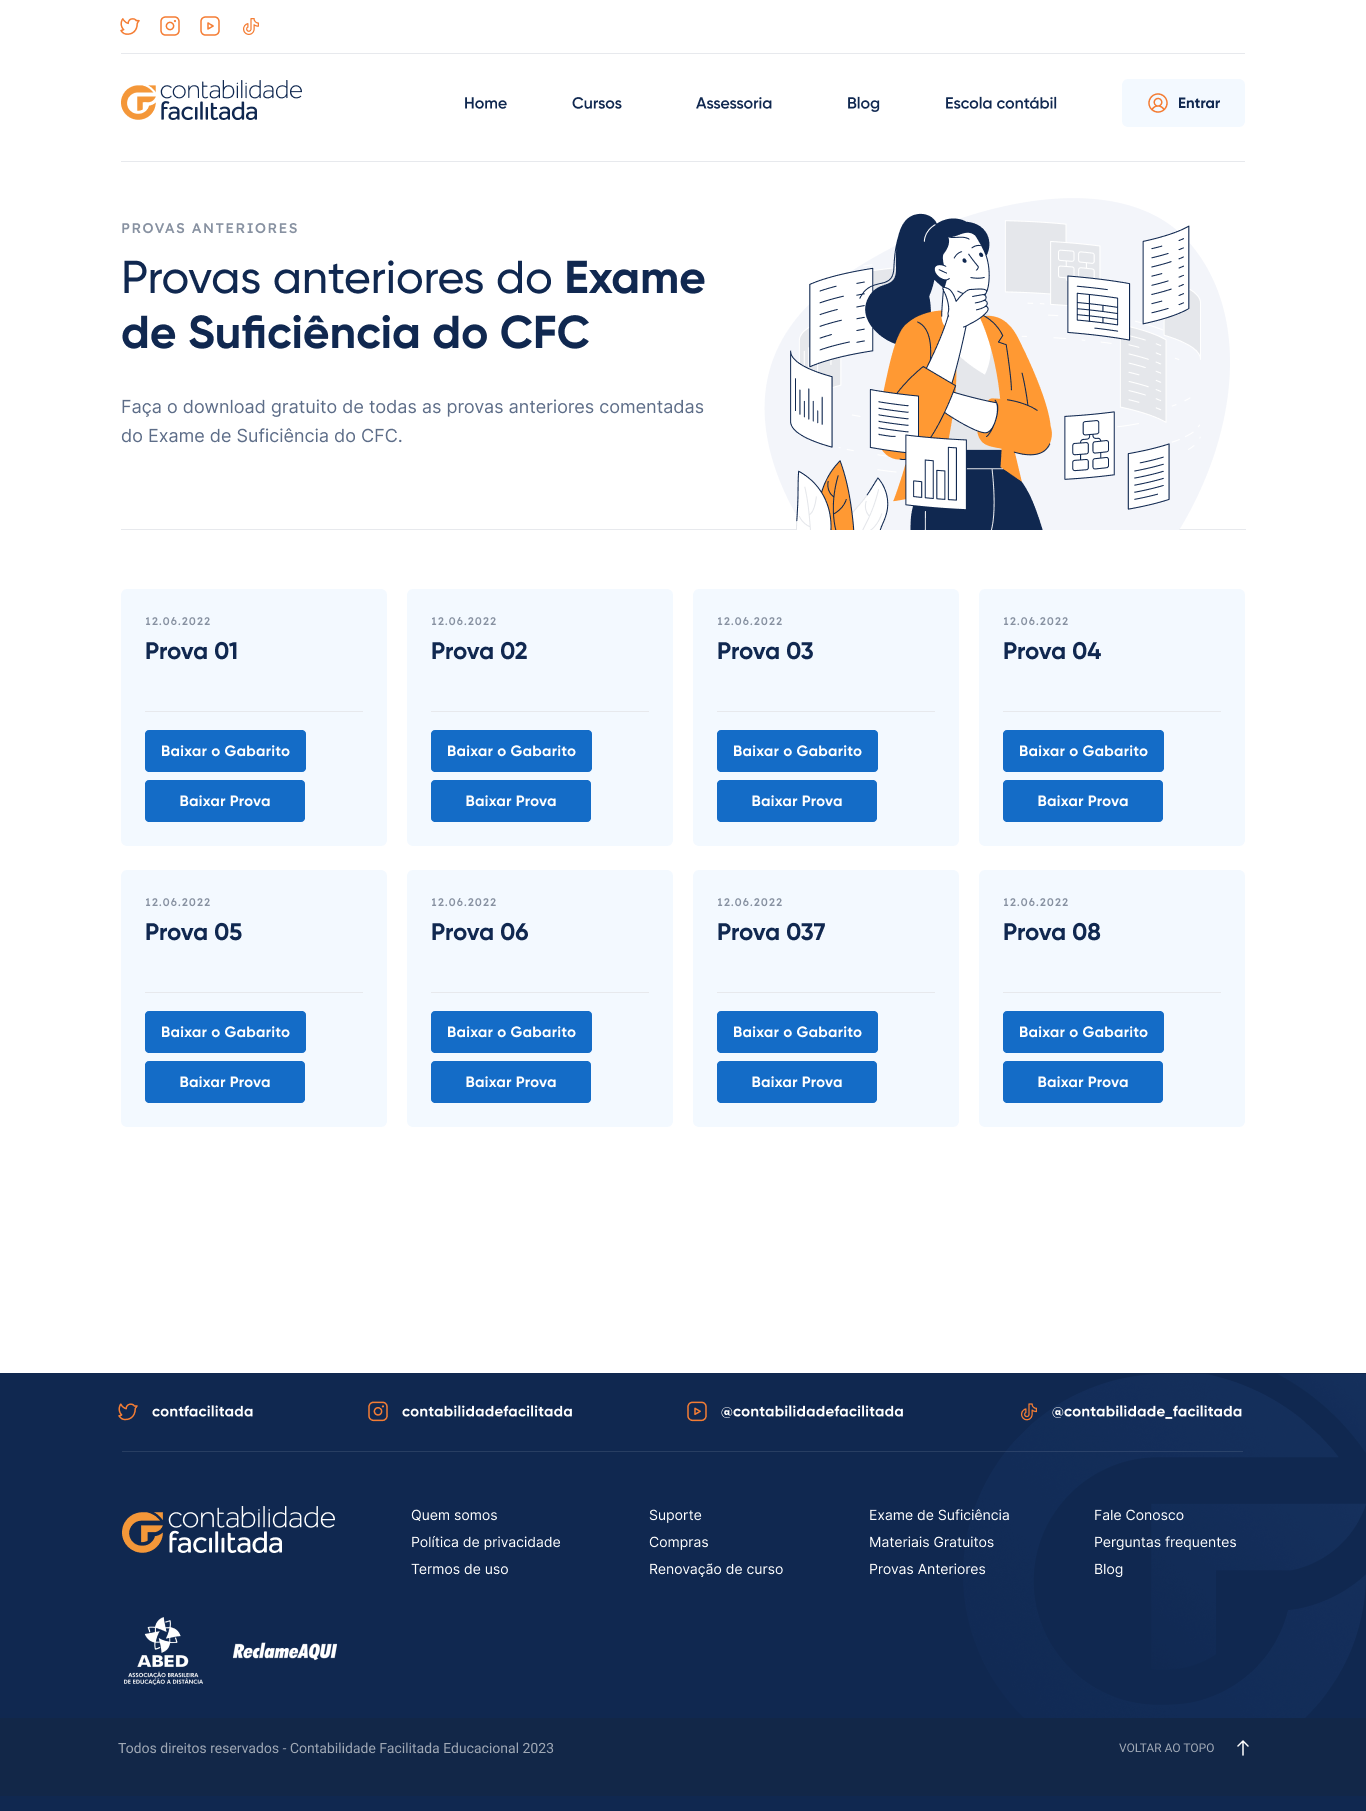 contabilidade
facilitada
Home
Cursos
Assessoria
Blog
Escola contábil
Entrar
PROVAS ANTERIORES
Provas anteriores do Exame
de Suficiência do CFC
Faça o download gratuito de todas as provas anteriores comentadas
do Exame de Suficiência do CFC.
12.06.2022
Prova 01
Baixar o Gabarito
Baixar Prova
12.06.2022
Prova 02
Baixar o Gabarito
Baixar Prova
12.06.2022
Prova 03
Baixar o Gabarito
Baixar Prova
12.06.2022
Prova 04
Baixar o Gabarito
Baixar Prova
12.06.2022
Prova 05
Baixar o Gabarito
Baixar Prova
12.06.2022
Prova 06
Baixar o Gabarito
Baixar Prova
12.06.2022
Prova 037
Baixar o Gabarito
Baixar Prova
12.06.2022
Prova 08
Baixar o Gabarito
Baixar Prova
contfacilitada
contabilidadefacilitada
@contabilidadefacilitada
@contabilidade_facilitada
contabilidade
facilitada
Quem somos
Política de privacidade
Termos de uso
Suporte
Compras
Renovação de curso
Exame de Suficiência
Materiais Gratuitos
Provas Anteriores
Fale Conosco
Perguntas frequentes
Blog
ABED
ASSOCIAÇÃO BRASILEIRA
DE EDUCAÇÃO A DISTÂNCIA
ReclameAQUI
Todos direitos reservados - Contabilidade Facilitada Educacional 2023
VOLTAR AO TOPO